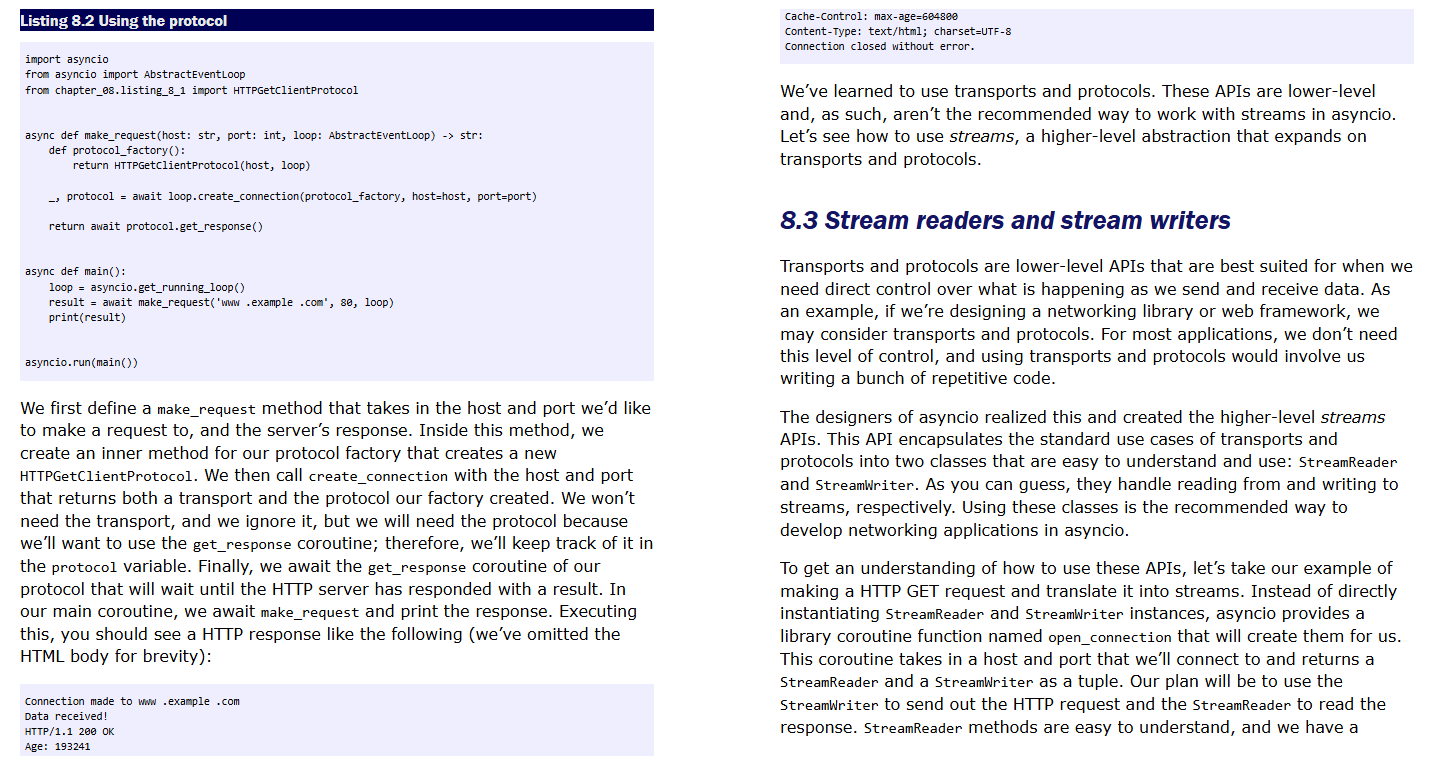 Listing 8.2 Using the protocol
import asyncio
from asyncio import AbstractEventLoop
from chapter_08.listing_8_1 import HTTPGetClientProtocol
async def make_request(host: str, port: int, loop: AbstractEventLoop) -> str:
    def protocol_factory():
        return HTTPGetClientProtocol(host, loop)
    _, protocol = await loop.create_connection(protocol_factory, host=host, port=port)
    return await protocol.get_response()
async def main():
    loop = asyncio.get_running_loop()
    result = await make_request('www .example .com', 80, loop)
    print(result)
asyncio.run(main())
We first define a make_request method that takes in the host and port we’d like
to make a request to, and the server’s response. Inside this method, we
create an inner method for our protocol factory that creates a new
HTTPGetClientProtocol. We then call create_connection with the host and port
that returns both a transport and the protocol our factory created. We won’t
need the transport, and we ignore it, but we will need the protocol because
we’ll want to use the get_response coroutine; therefore, we’ll keep track of it in
the protocol variable. Finally, we await the get_response coroutine of our
protocol that will wait until the HTTP server has responded with a result. In
our main coroutine, we await make_request and print the response. Executing
this, you should see a HTTP response like the following (we’ve omitted the
HTML body for brevity):
Connection made to www .example .com
Data received!
HTTP/1.1 200 OK
Age: 193241
Cache-Control: max-age=604800
Content-Type: text/html; charset=UTF-8
Connection closed without error.
We’ve learned to use transports and protocols. These APIs are lower-level
and, as such, aren’t the recommended way to work with streams in asyncio.
Let’s see how to use streams, a higher-level abstraction that expands on
transports and protocols.
8.3 Stream readers and stream writers
Transports and protocols are lower-level APIs that are best suited for when we
need direct control over what is happening as we send and receive data. As
an example, if we’re designing a networking library or web framework, we
may consider transports and protocols. For most applications, we don’t need
this level of control, and using transports and protocols would involve us
writing a bunch of repetitive code.
The designers of asyncio realized this and created the higher-level streams
APIs. This API encapsulates the standard use cases of transports and
protocols into two classes that are easy to understand and use: StreamReader
and StreamWriter. As you can guess, they handle reading from and writing to
streams, respectively. Using these classes is the recommended way to
develop networking applications in asyncio.
To get an understanding of how to use these APIs, let’s take our example of
making a HTTP GET request and translate it into streams. Instead of directly
instantiating StreamReader and StreamWriter instances, asyncio provides a
library coroutine function named open_connection that will create them for us.
This coroutine takes in a host and port that we’ll connect to and returns a
StreamReader and a StreamWriter as a tuple. Our plan will be to use the
StreamWriter to send out the HTTP request and the StreamReader to read the
response. StreamReader methods are easy to understand, and we have a